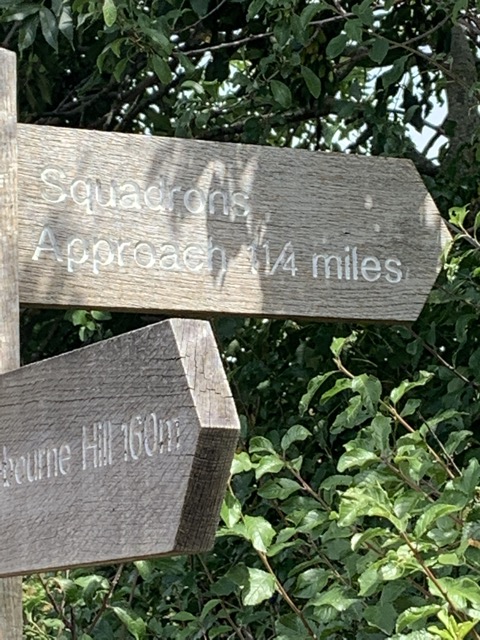 Squadrons
Approach 1 1/4 miles
Hill 160m